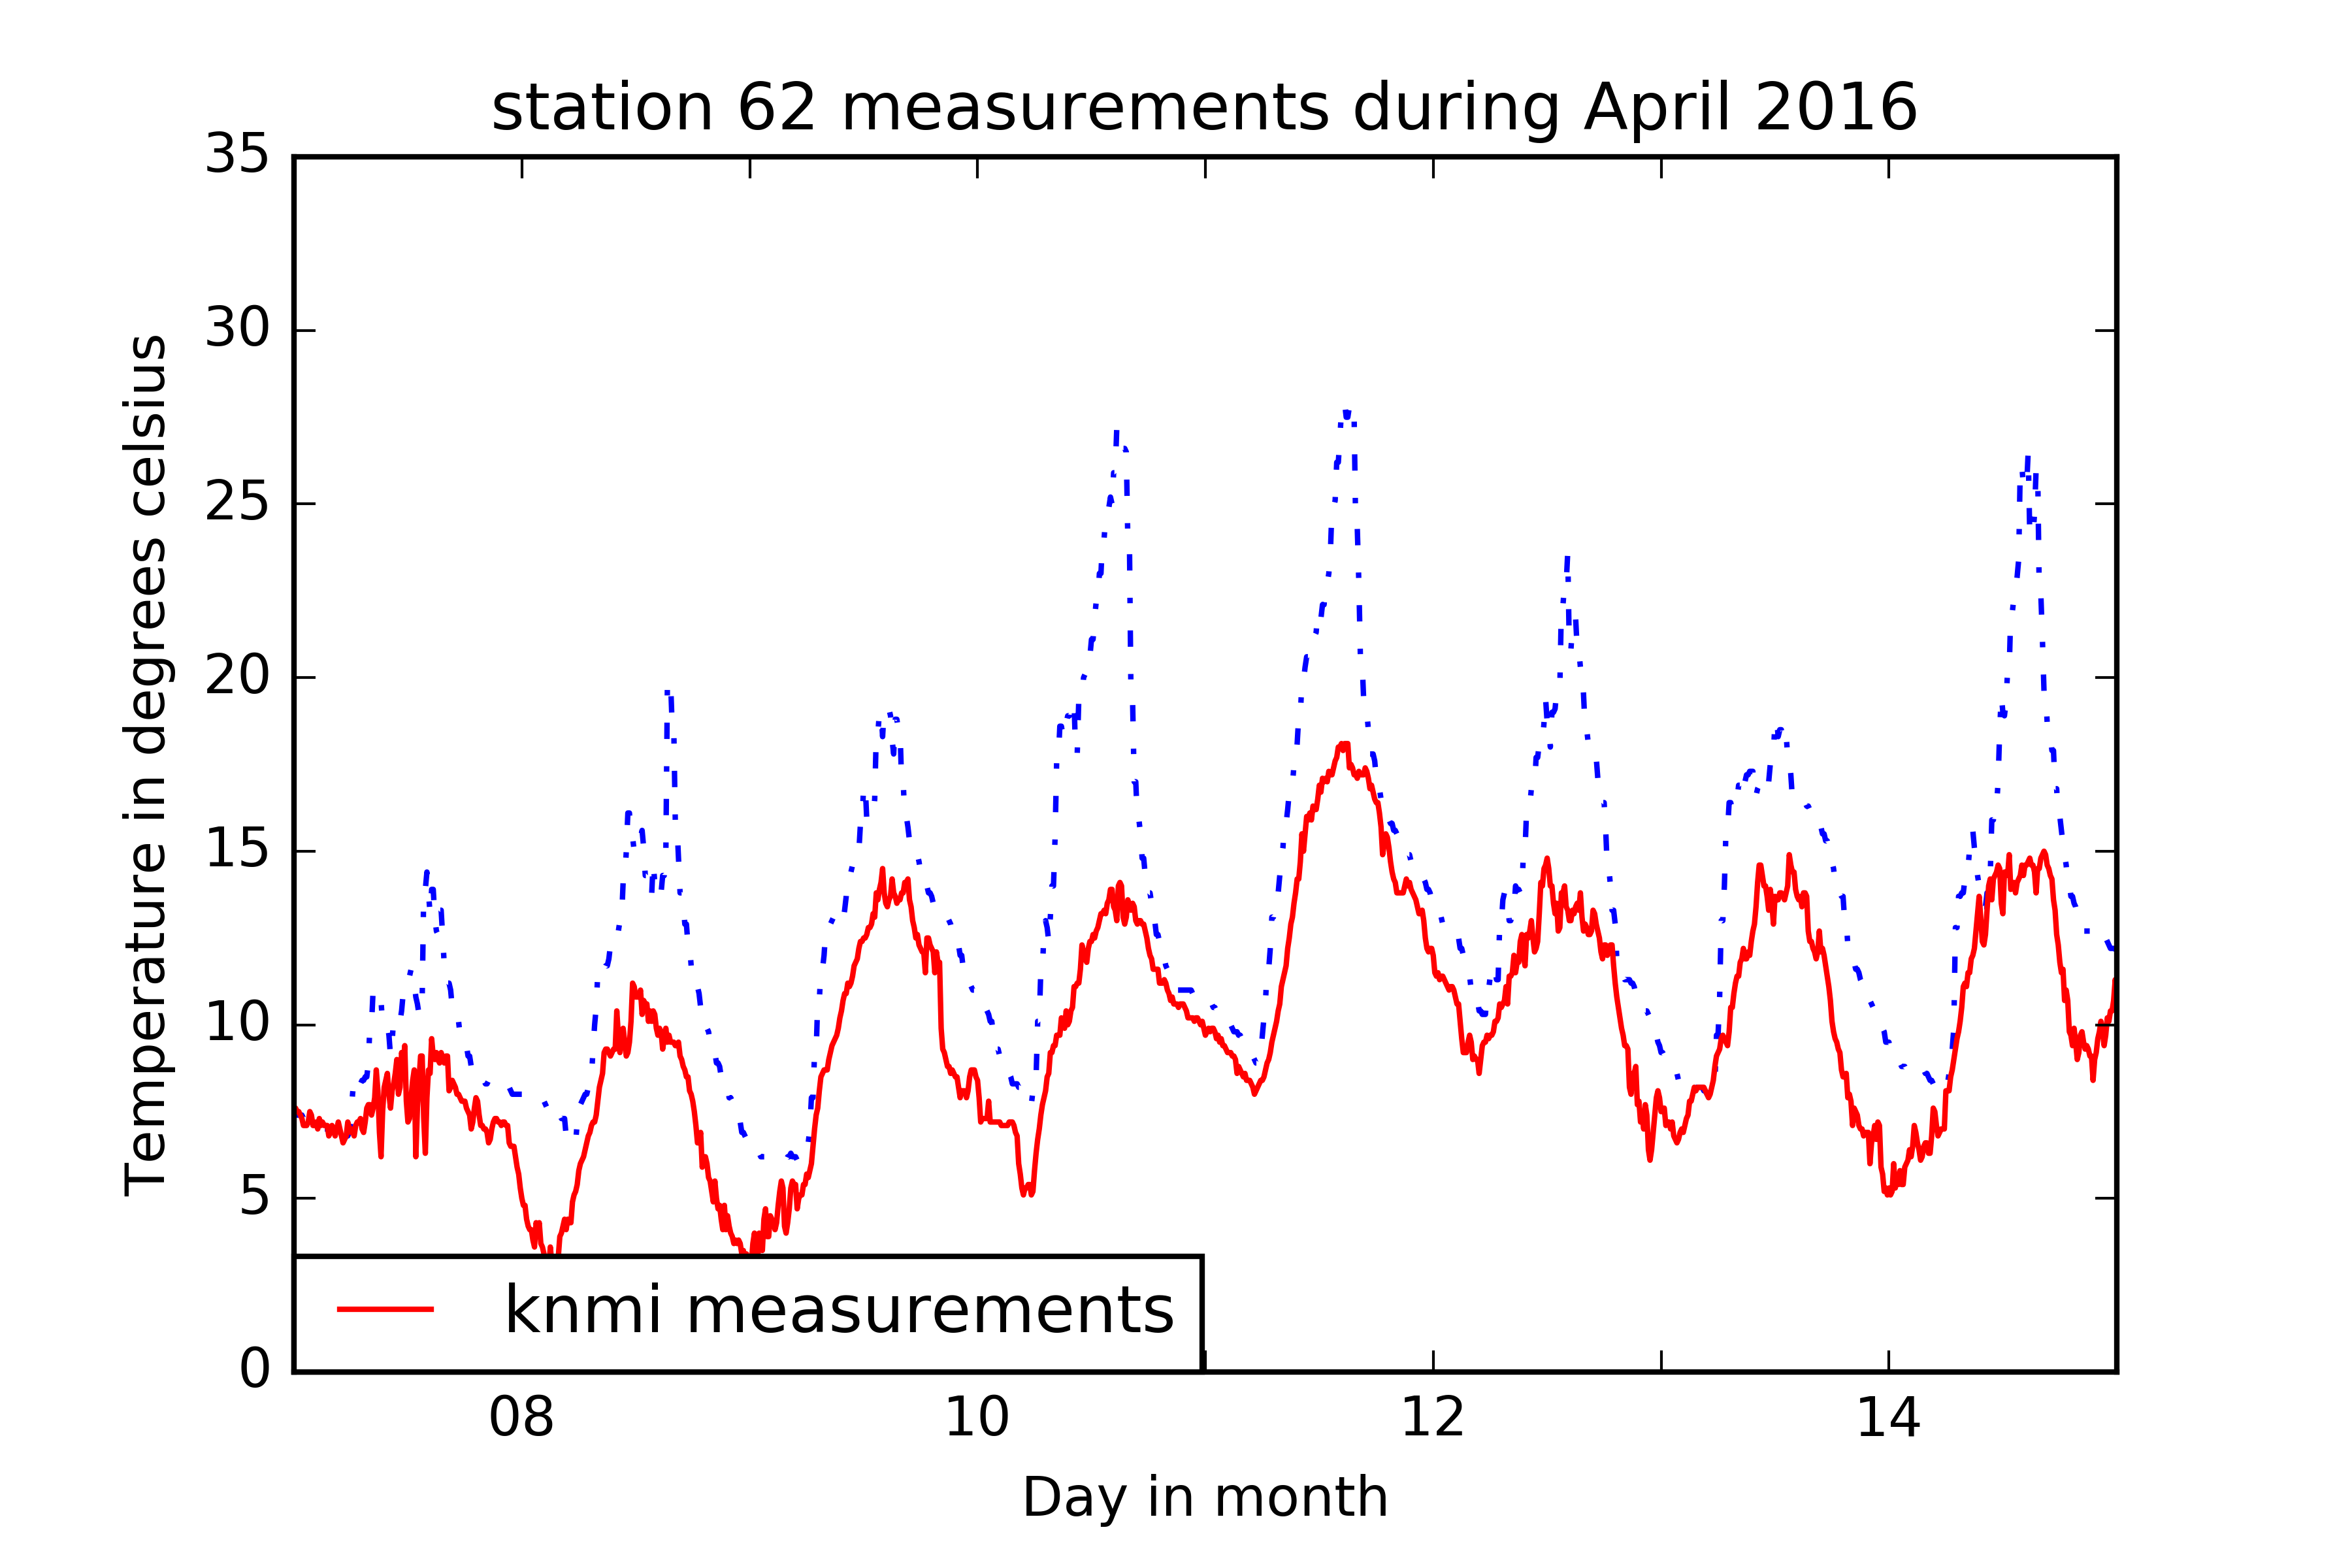 station 62 measurements during April 2016
35
30
25
20
15
10
5
0
Temperature in degrees celsius
knmi measurements
08 10 12 14
Day in month